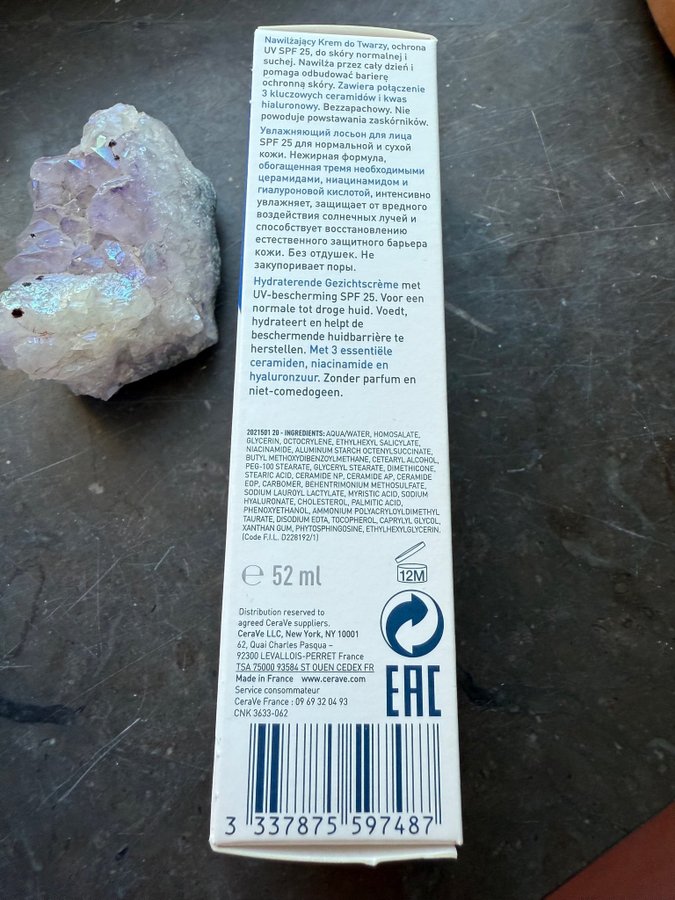 Nawilżający Krem do Twarzy, ochrona
UV SPF 25, do skóry normalnej i
suchej. Nawilża przez cały dzień i
pomaga odbudować barierę
ochronną skóry. Zawiera połączenie
3 kluczowych ceramidów i kwas
hialuronowy. Bezzapachowy. Nie
powoduje powstawania zaskórników.
Увлажняющий лосьон для лица
SPF 25 для нормальной и сухой
кожи. Нежирная формула,
обогащенная тремя необходимыми
церамидами, ниацинамидом и
гиалуроновой кислотой, интенсивно
увлажняет, защищает от вредного
воздействия солнечных лучей и
способствует восстановлению
естественного защитного барьера
кожи. Без отдушек. Не
закупоривает поры.
Hydraterende Gezichtscrème met
UV-bescherming SPF 25. Voor een
normale tot droge huid. Voedt,
hydrateert en helpt de
beschermende huidbarrière te
herstellen. Met 3 essentiële
ceramiden, niacinamide en
hyaluronzuur. Zonder parfum en
niet-comedogeen.
2021501 20 - INGREDIENTS: AQUA/WATER, HOMOSALATE,
GLYCERIN, OCTOCRYLENE, ETHYLHEXYL SALICYLATE,
NIACINAMIDE, ALUMINUM STARCH OCTENYLSUCCINATE,
BUTYL METHOXYDIBENZOYLMETHANE, CETEARYL ALCOHOL,
PEG-100 STEARATE, GLYCERYL STEARATE, DIMETHICONE,
STEARIC ACID, CERAMIDE NP, CERAMIDE AP, CERAMIDE
EOP, CARBOMER, BEHENTRIMONIUM METHOSULFATE,
SODIUM LAUROYL LACTYLATE, MYRISTIC ACID, SODIUM
HYALURONATE, CHOLESTEROL, PALMITIC ACID,
PHENOXYETHANOL, AMMONIUM POLYACRYLOYLDIMETHYL
TAURATE, DISODIUM EDTA, TOCOPHEROL, CAPRYLYL GLYCOL,
XANTHAN GUM, PHYTOSPHINGOSINE, ETHYLHEXYLGLYCERIN.
(Code F.I.L. D228192/1)
℮ 52 ml
12M
Distribution reserved to
agreed CeraVe suppliers.
CeraVe LLC, New York, NY 10001
62, Quai Charles Pasqua –
92300 LEVALLOIS-PERRET France
TSA 75000 93584 ST OUEN CEDEX FR
Made in France www.cerave.com
Service consommateur
CeraVe France : 09 69 32 04 93
CNK 3633-062
EAC
3 337875 597487